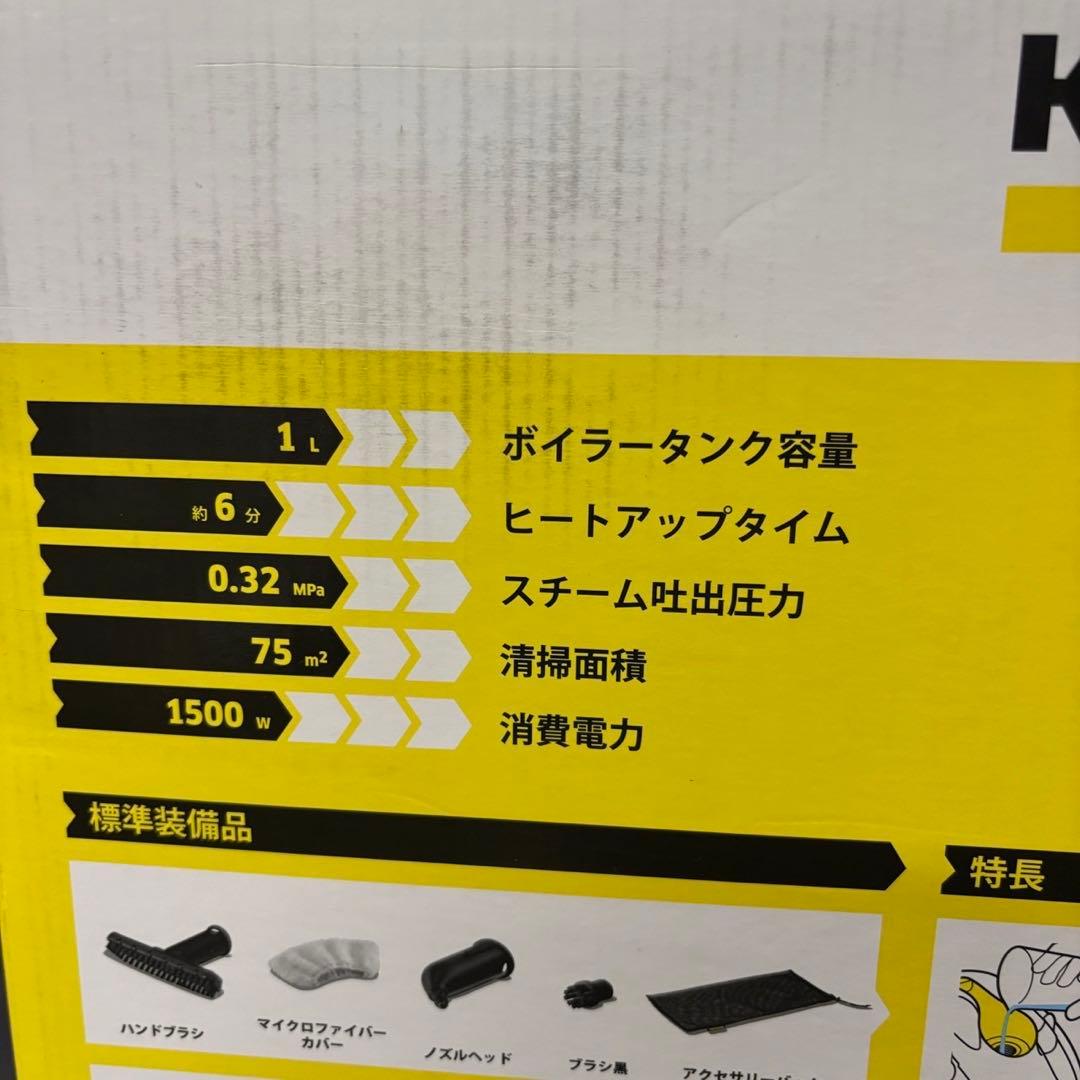 K
1 L ボイラータンク容量
約6分 ヒートアップタイム
0.32 MPa スチーム吐出圧力
75 m² 清掃面積
1500 W 消費電力
標準装備品
特長
ハンドブラシ
マイクロファイバー
カバー
ノズルヘッド
ブラシ黒